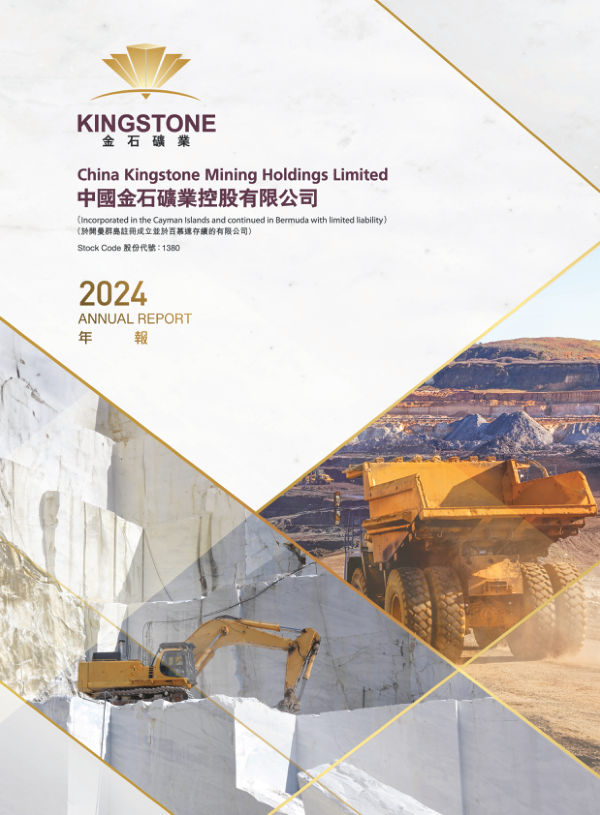 KINGSTONE
金石礦業
China Kingstone Mining Holdings Limited
中國金石礦業控股有限公司
(Incorporated in the Cayman Islands and continued in Bermuda with limited liability)
(於開曼群島註冊成立並於百慕達存續的有限公司)
Stock Code 股份代號:1380
2024
ANNUAL REPORT
年 報